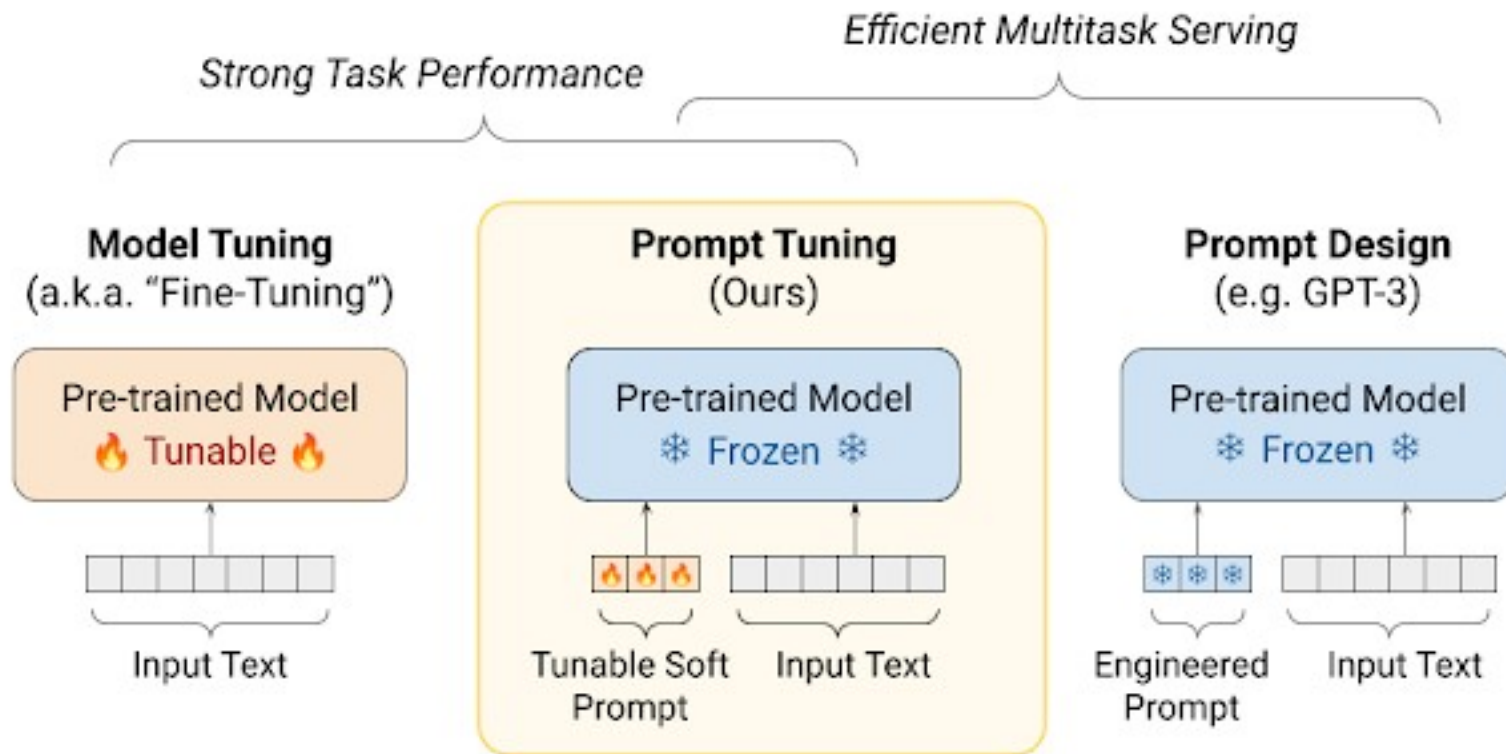 Efficient Multitask Serving
Strong Task Performance
Model Tuning
(a.k.a. “Fine-Tuning”)
Pre-trained Model
🔥 Tunable 🔥
Input Text
Prompt Tuning
(Ours)
Pre-trained Model
❄ Frozen ❄
Tunable Soft
Prompt
Input Text
Prompt Design
(e.g. GPT-3)
Pre-trained Model
❄ Frozen ❄
Engineered
Prompt
Input Text